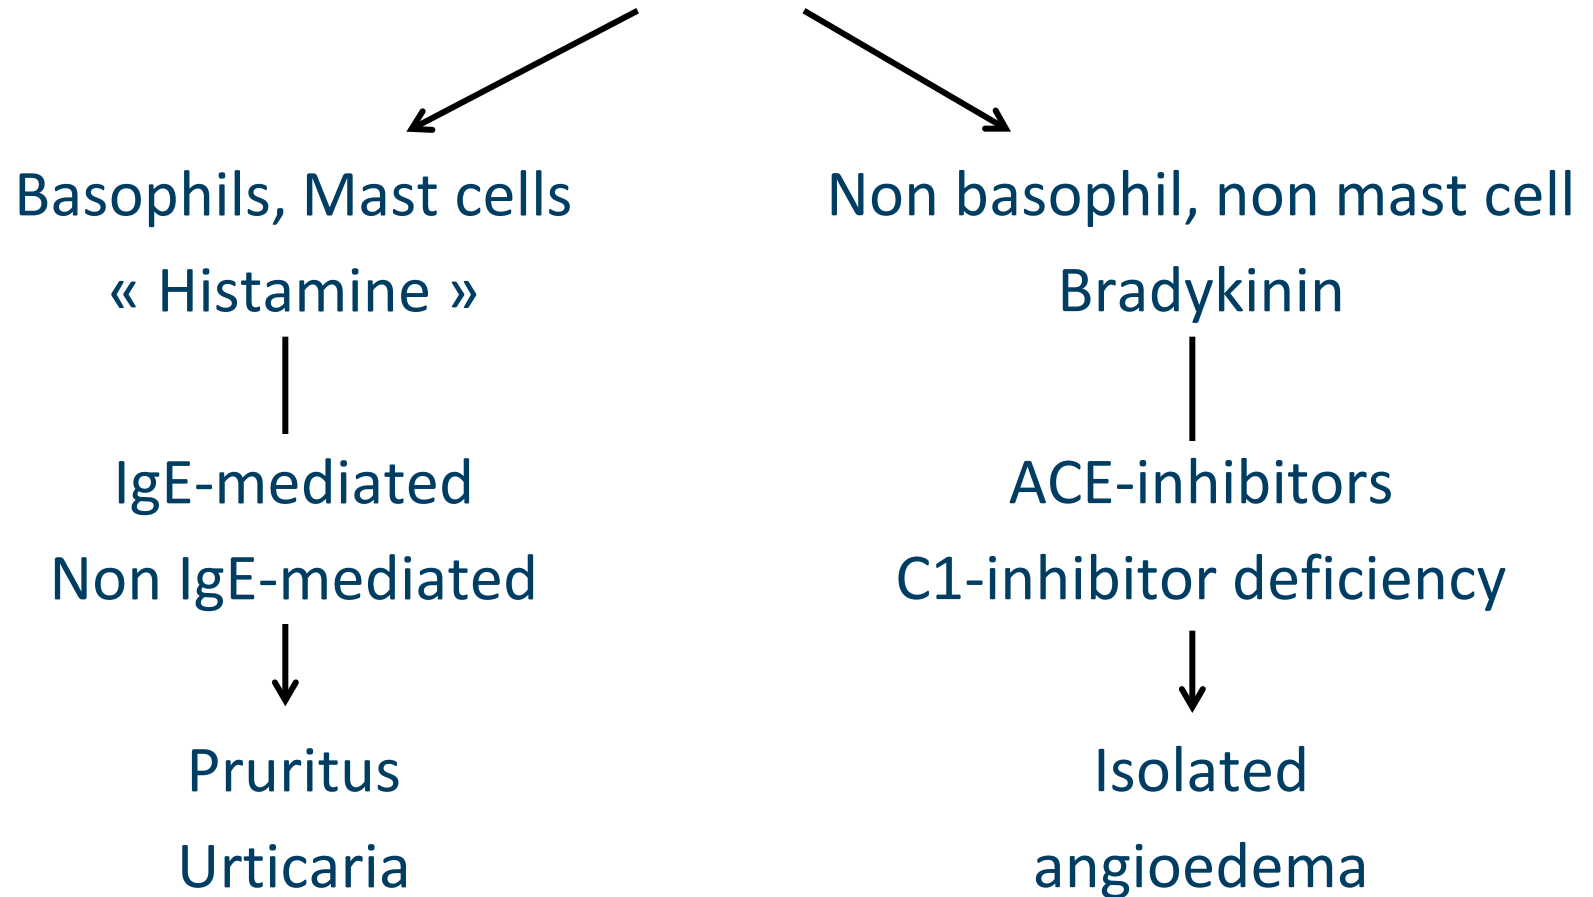 Basophils, Mast cells
« Histamine »
IgE-mediated
Non IgE-mediated
Pruritus
Urticaria
Non basophil, non mast cell
Bradykinin
ACE-inhibitors
C1-inhibitor deficiency
Isolated
angioedema